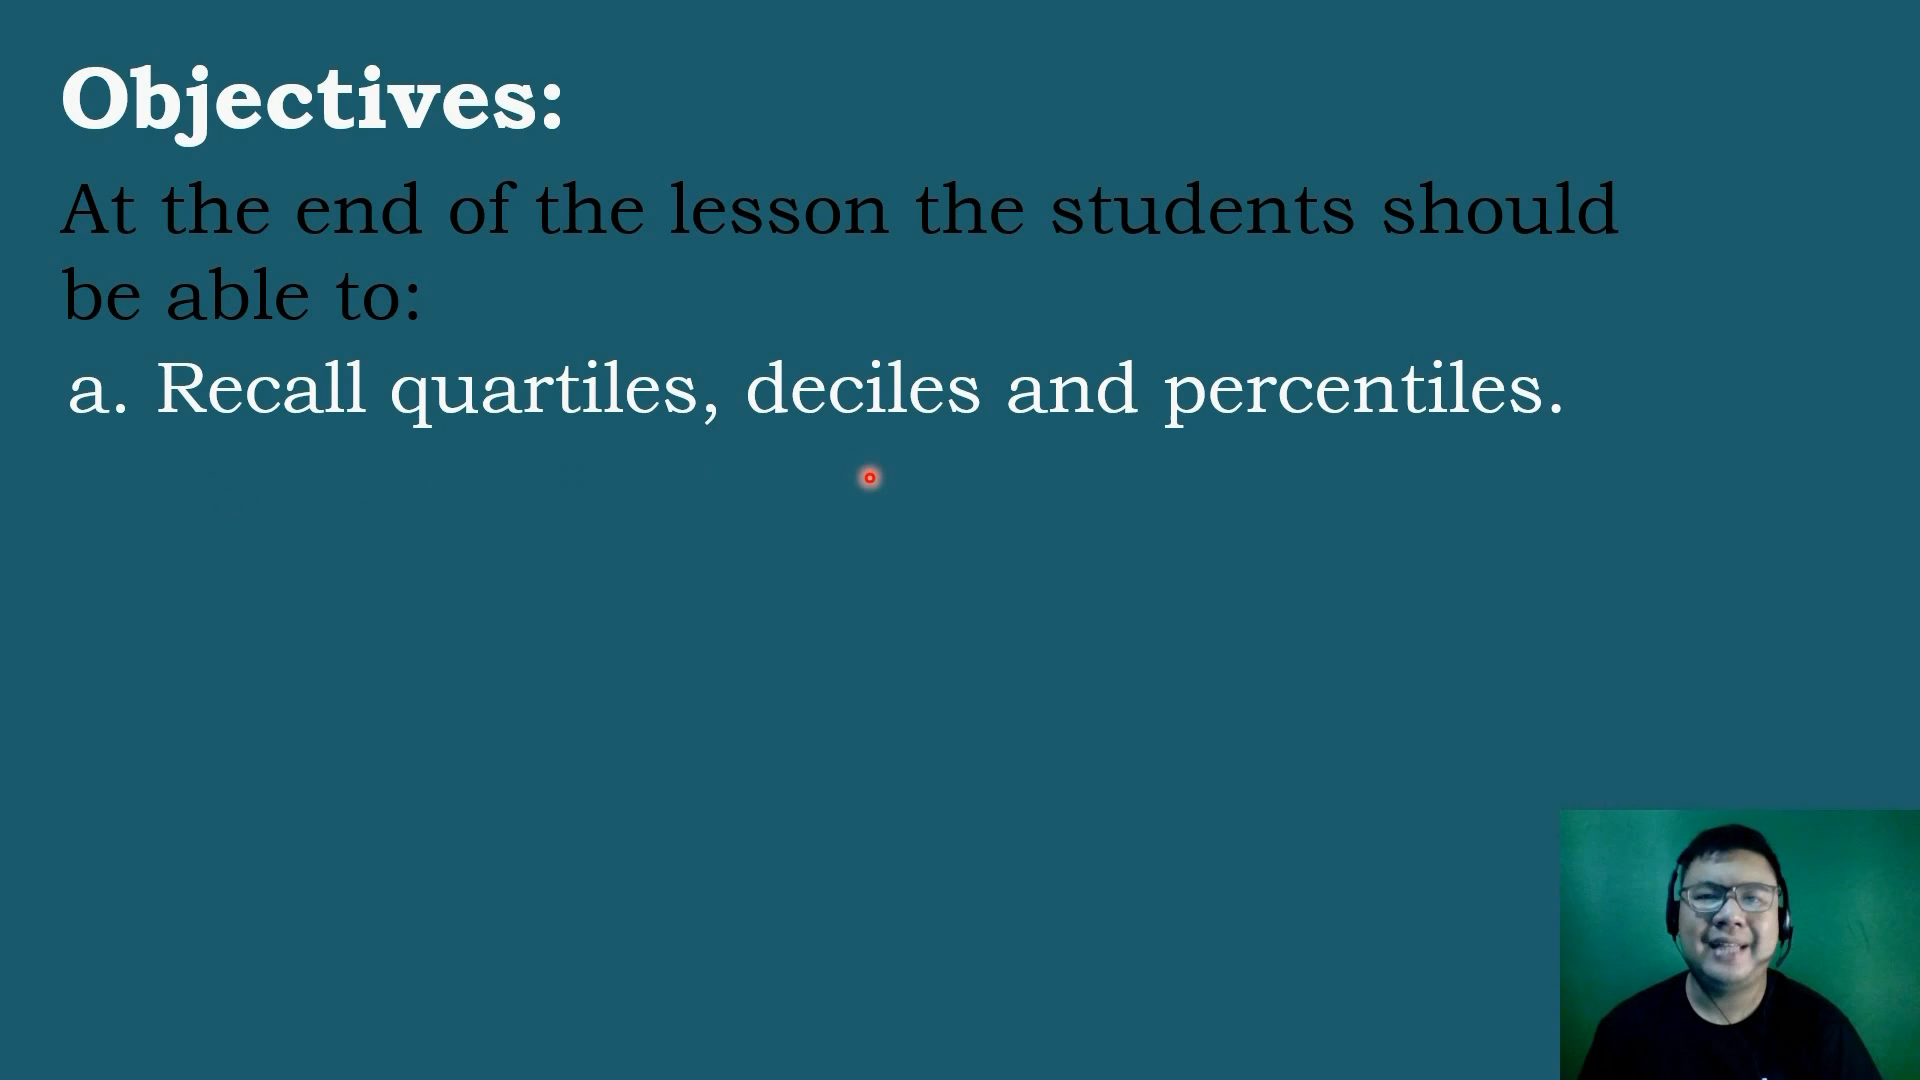 Objectives:
At the end of the lesson the students should
be able to:
a. Recall quartiles, deciles and percentiles.